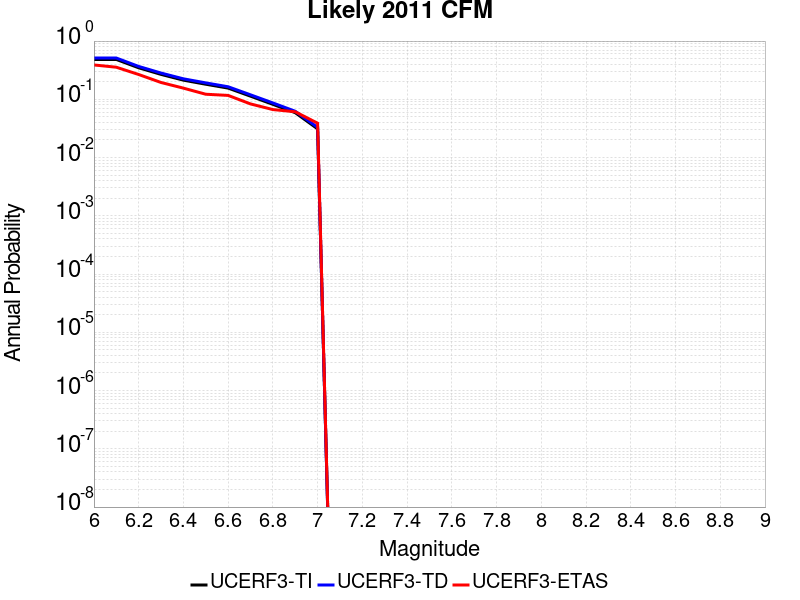 Likely 2011 CFM
10^0
10^-1
10^-2
10^-3
10^-4
10^-5
10^-6
10^-7
10^-8
Annual Probability
6 6.2 6.4 6.6 6.8 7 7.2 7.4 7.6 7.8 8 8.2 8.4 8.6 8.8 9
Magnitude
UCERF3-TI UCERF3-TD UCERF3-ETAS